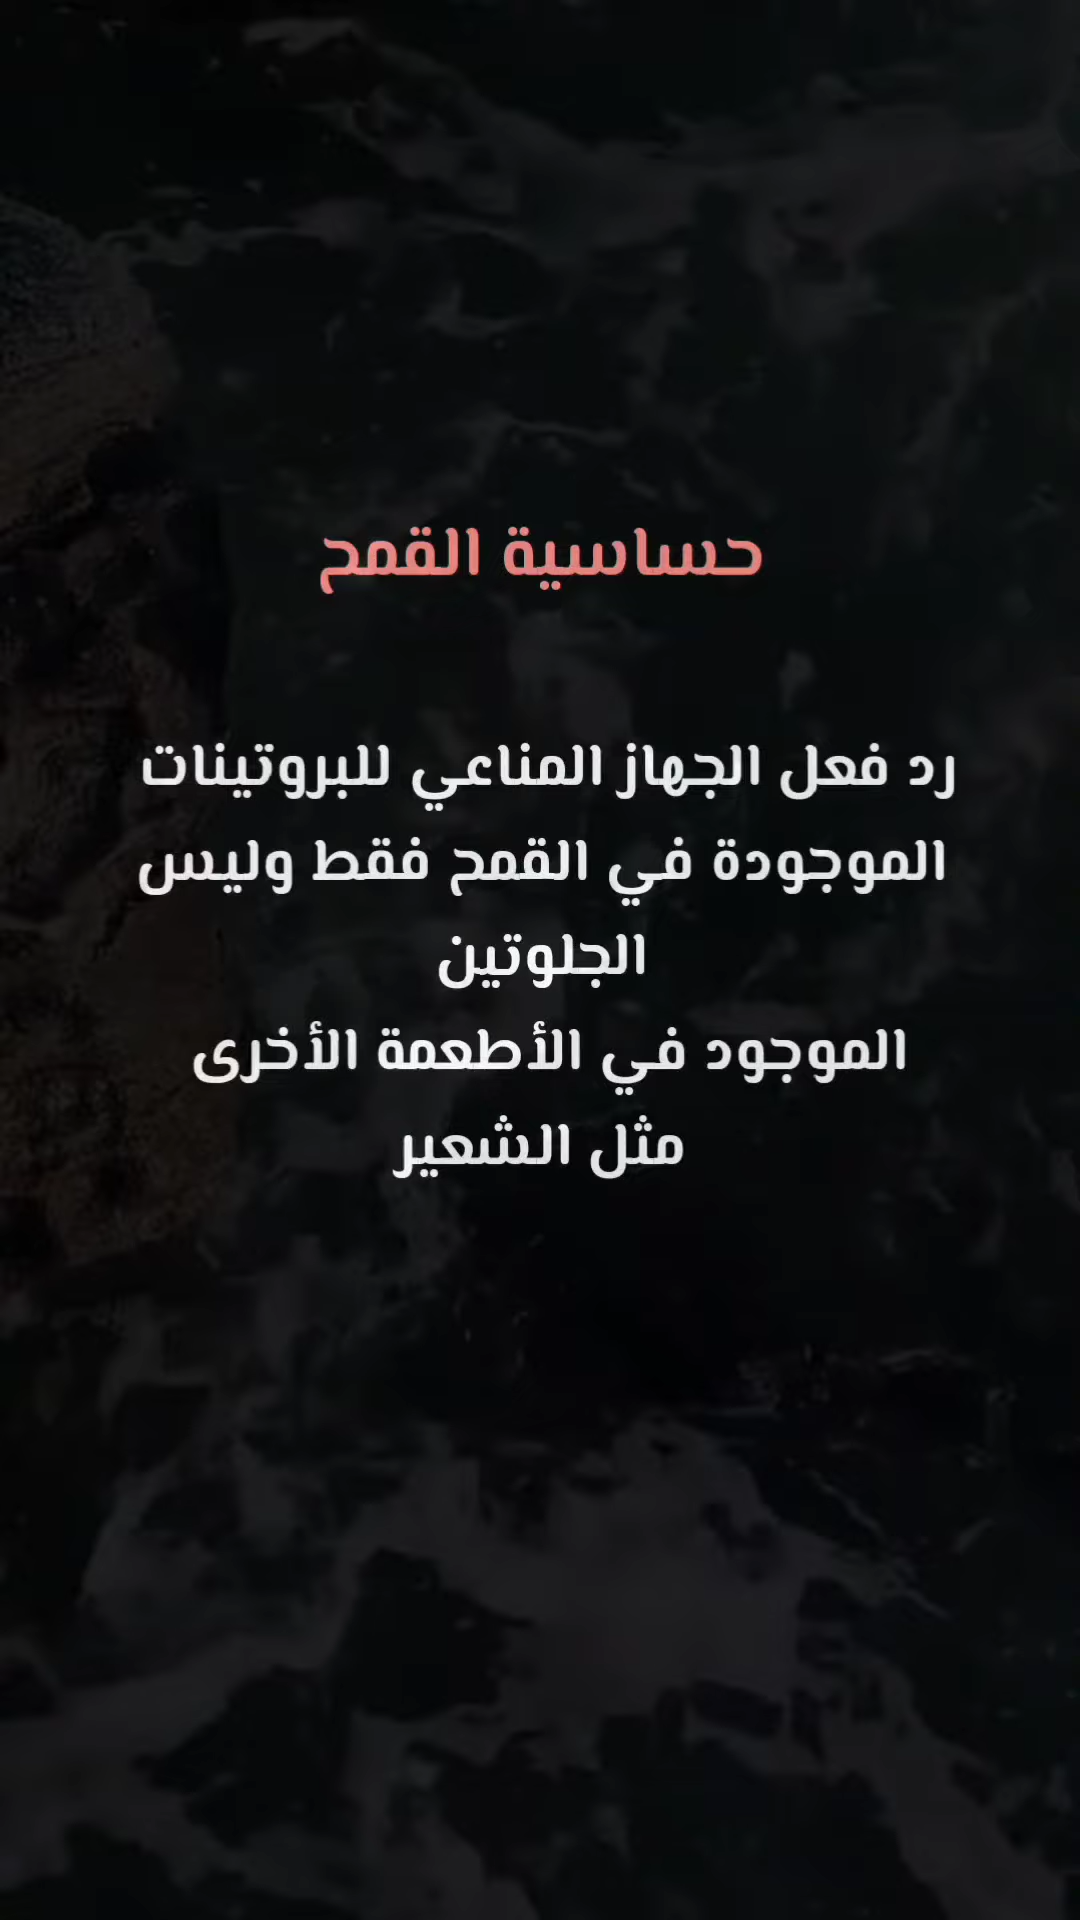 حساسية القمح
رد فعل الجهاز المناعي للبروتينات
الموجودة في القمح فقط وليس
الجلوتين
الموجود في الأطعمة الأخرى
مثل الشعير